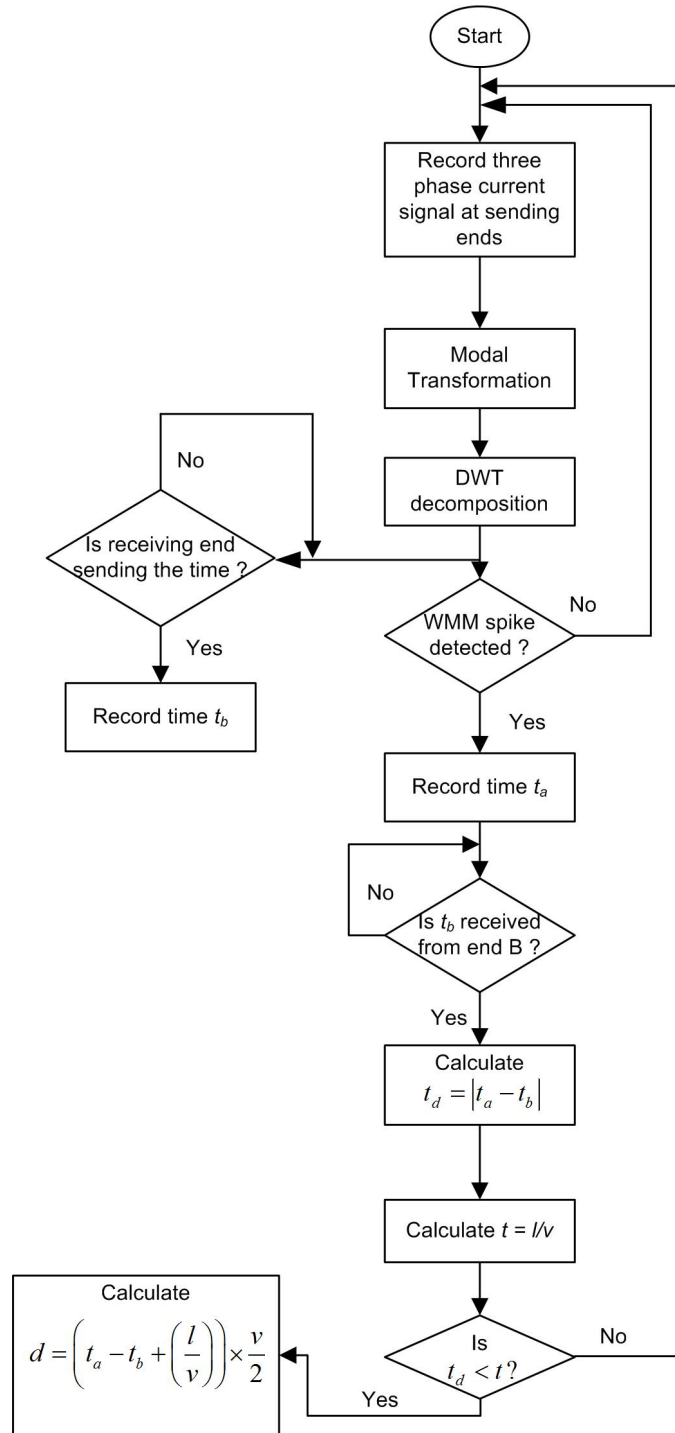 Start
Record three
phase current
signal at sending
ends
Modal
Transformation
DWT
decomposition
No
Is receiving end
sending the time ?
Yes
Record time t_b
WMM spike
detected ?
No
Yes
Record time t_a
No
Is t_b received
from end B ?
Yes
Calculate
t_d = |t_a − t_b|
Calculate t = l/v
Is
t_d < t?
No
Yes
Calculate
d = (t_a − t_b + (l/v)) × v/2